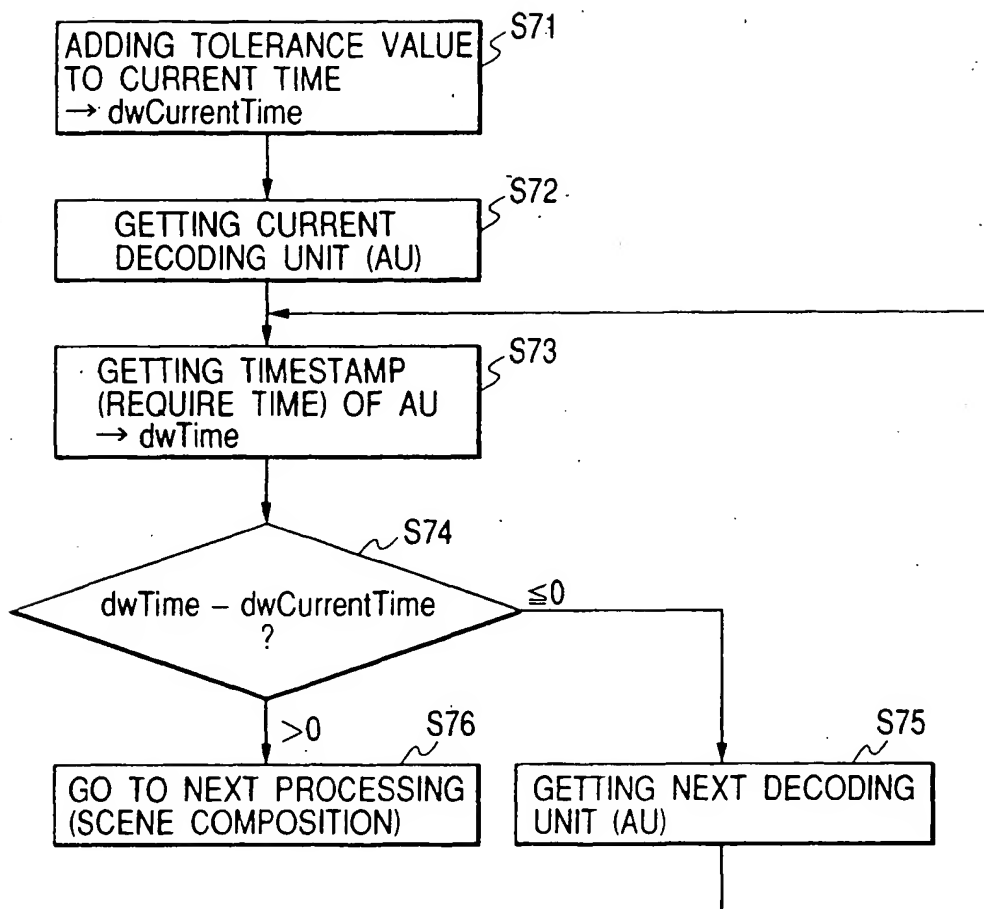 S71
ADDING TOLERANCE VALUE
TO CURRENT TIME
→ dwCurrentTime
S72
GETTING CURRENT
DECODING UNIT (AU)
S73
GETTING TIMESTAMP
(REQUIRE TIME) OF AU
→ dwTime
S74
dwTime – dwCurrentTime
?
≦0
>0
S76
GO TO NEXT PROCESSING
(SCENE COMPOSITION)
S75
GETTING NEXT DECODING
UNIT (AU)